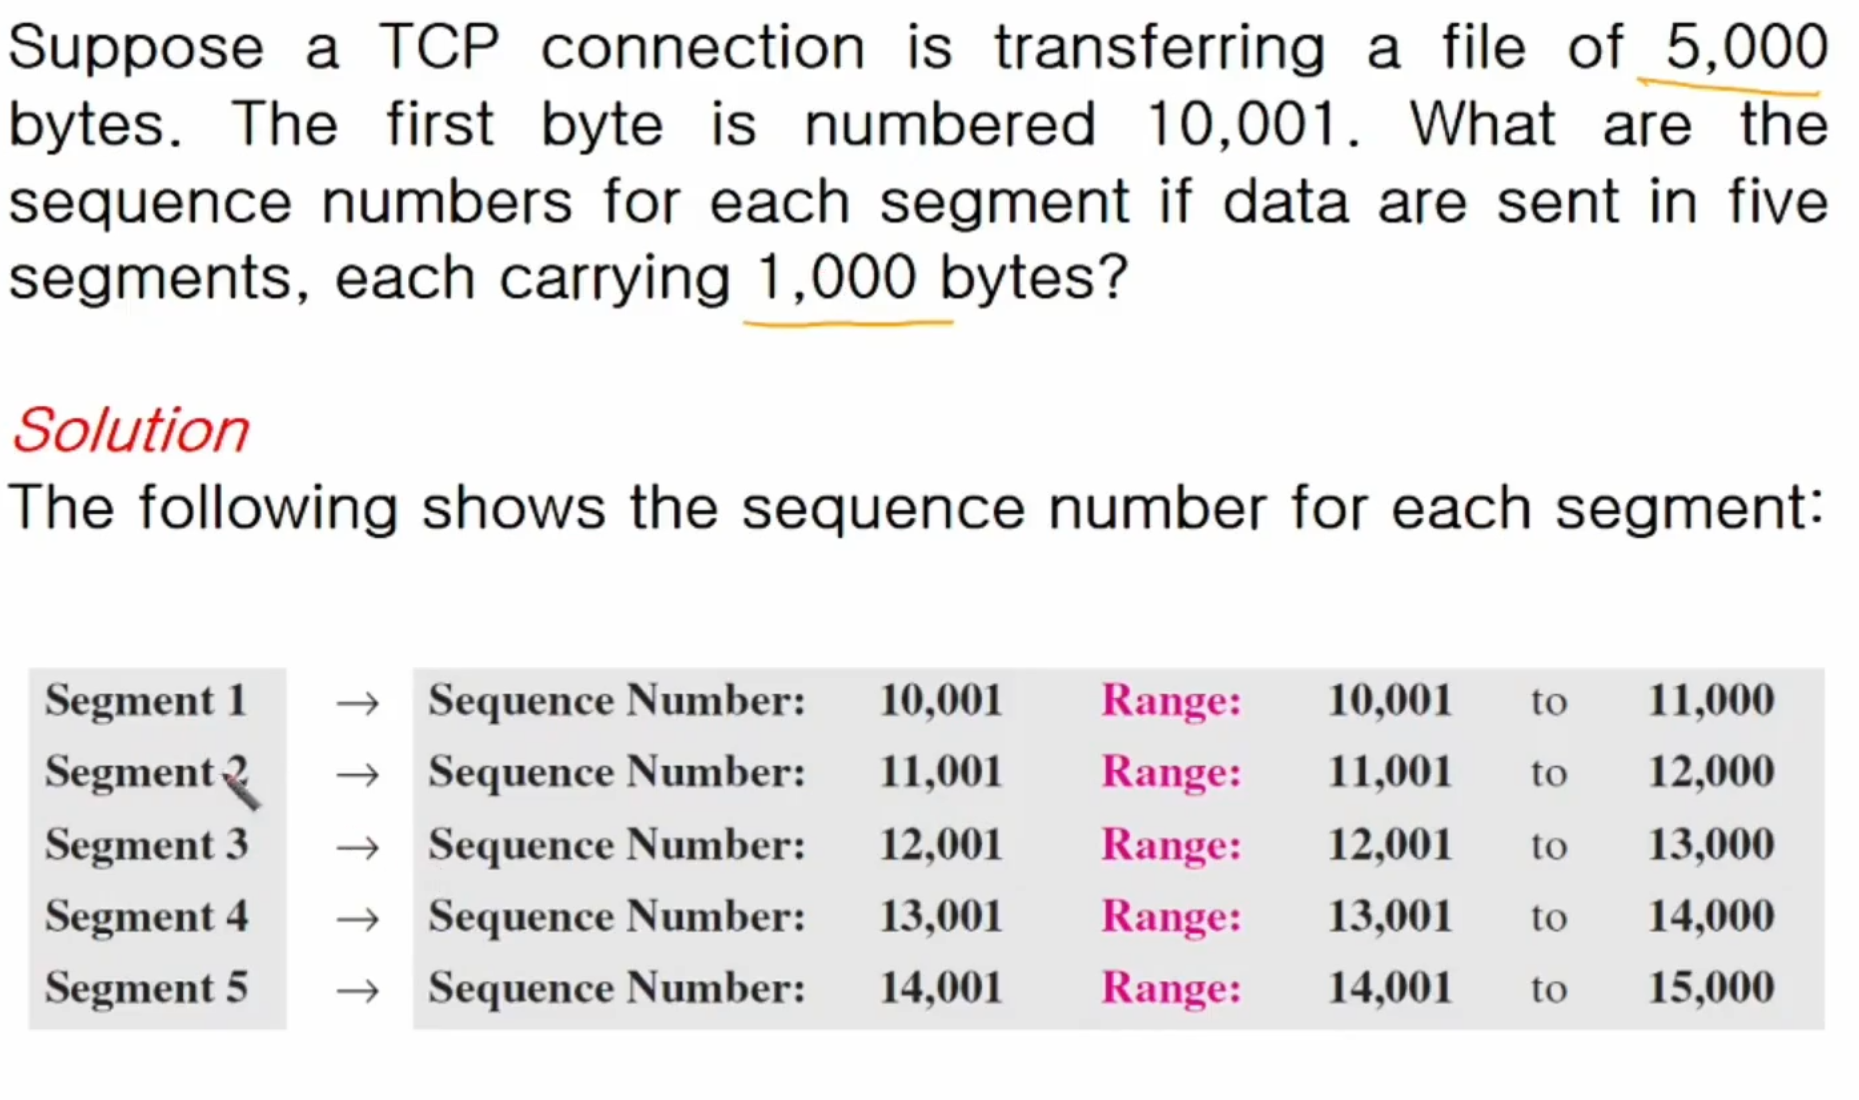 Suppose a TCP connection is transferring a file of 5,000
bytes. The first byte is numbered 10,001. What are the
sequence numbers for each segment if data are sent in five
segments, each carrying 1,000 bytes?
Solution
The following shows the sequence number for each segment:
Segment 1 → Sequence Number: 10,001 Range: 10,001 to 11,000
Segment 2 → Sequence Number: 11,001 Range: 11,001 to 12,000
Segment 3 → Sequence Number: 12,001 Range: 12,001 to 13,000
Segment 4 → Sequence Number: 13,001 Range: 13,001 to 14,000
Segment 5 → Sequence Number: 14,001 Range: 14,001 to 15,000